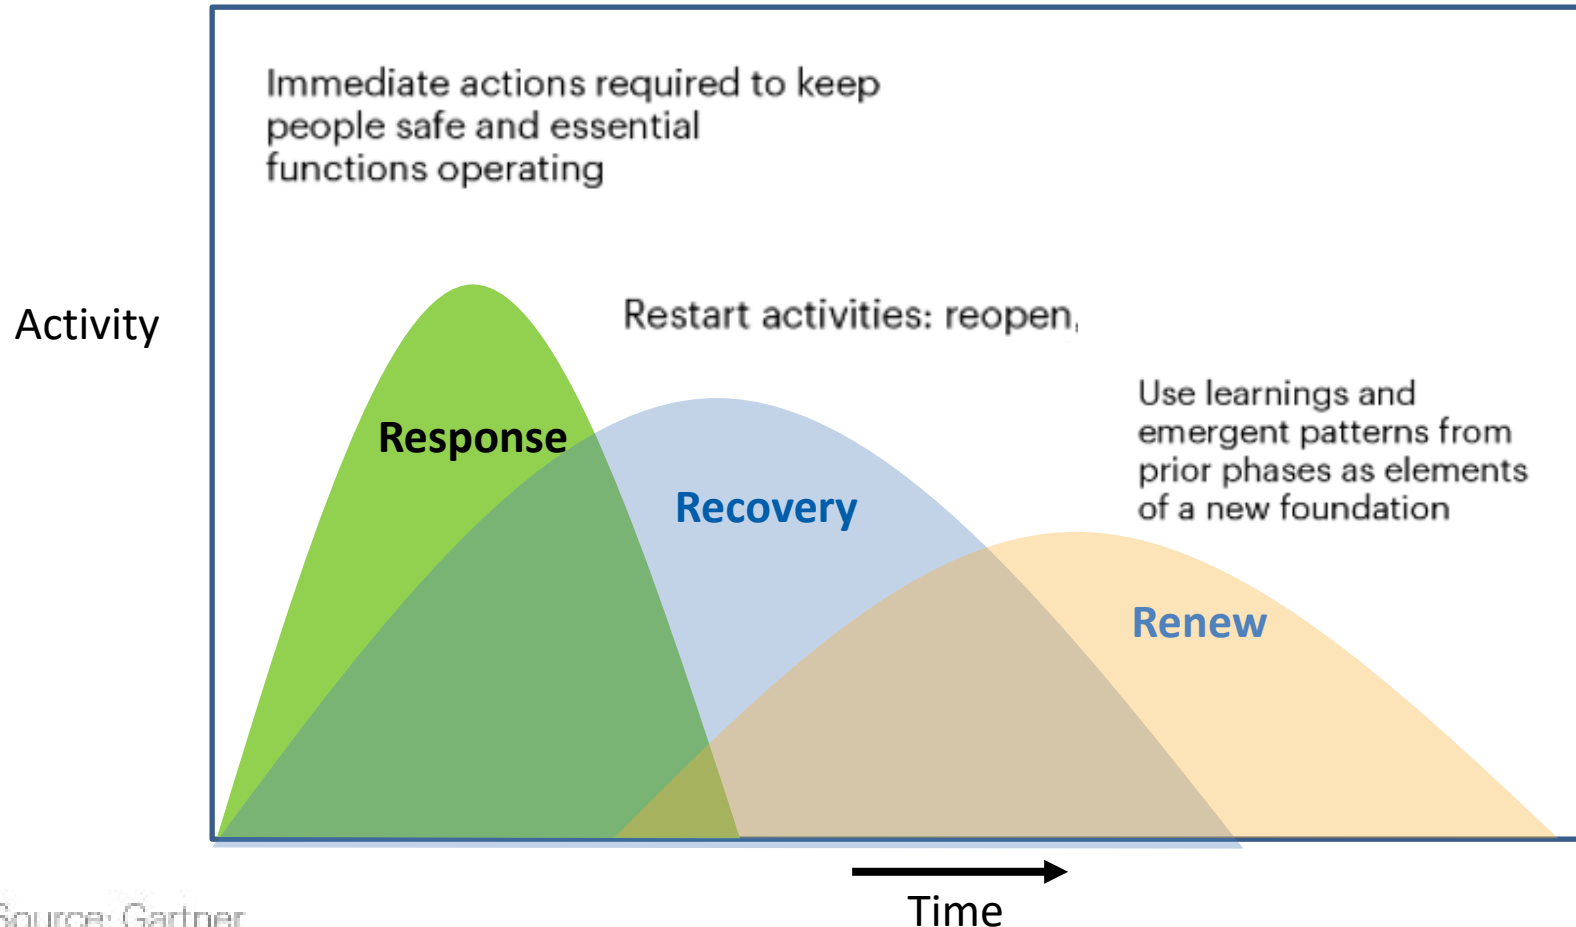 Immediate actions required to keep
people safe and essential
functions operating
Activity
Restart activities: reopen,
Use learnings and
emergent patterns from
prior phases as elements
of a new foundation
Response
Recovery
Renew
Time
Source: Gartner